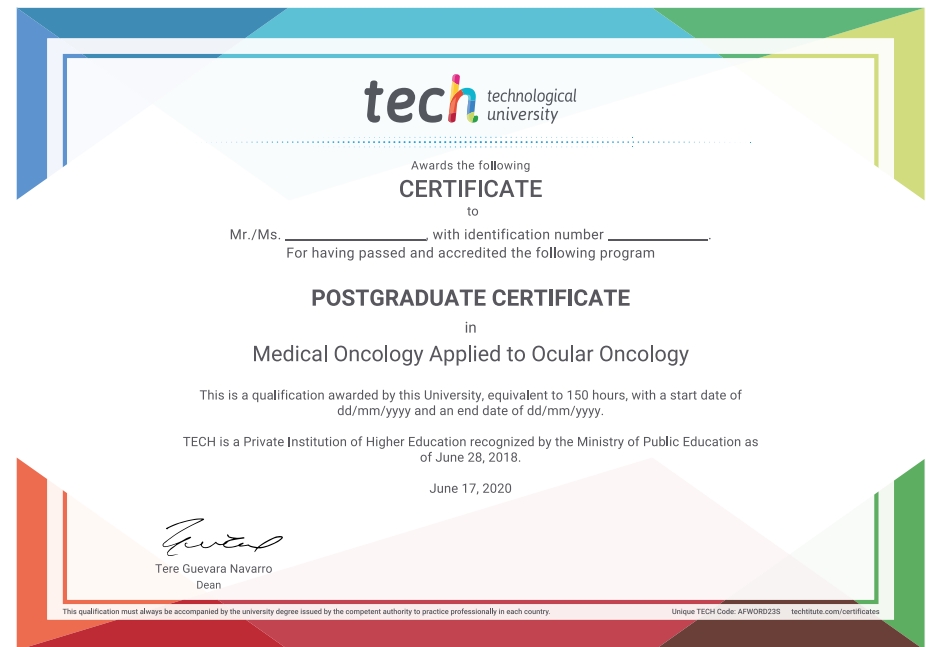 tech technological
university
Awards the following
CERTIFICATE
to
Mr./Ms. ____________________, with identification number ______________.
For having passed and accredited the following program
POSTGRADUATE CERTIFICATE
in
Medical Oncology Applied to Ocular Oncology
This is a qualification awarded by this University, equivalent to 150 hours, with a start date of
dd/mm/yyyy and an end date of dd/mm/yyyy.
TECH is a Private Institution of Higher Education recognized by the Ministry of Public Education as
of June 28, 2018.
June 17, 2020
Tere Guevara Navarro
Dean
This qualification must always be accompanied by the university degree issued by the competent authority to practice professionally in each country.
Unique TECH Code: AFWORD23S techtitute.com/certificates